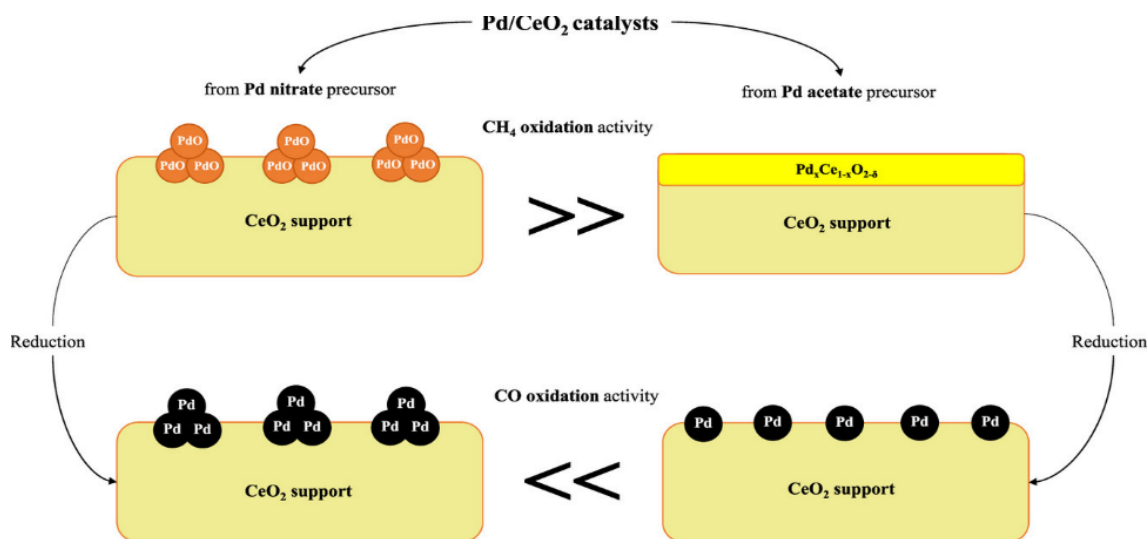 Pd/CeO₂ catalysts
from Pd nitrate precursor
from Pd acetate precursor
CH₄ oxidation activity
PdO PdO PdO
PdO PdO PdO PdO PdO PdO
PdₓCe₁₋ₓO₂₋δ
CeO₂ support
CeO₂ support
>>
Reduction
Reduction
CO oxidation activity
Pd Pd Pd
Pd Pd Pd Pd Pd Pd
Pd Pd Pd Pd Pd
CeO₂ support
CeO₂ support
<<